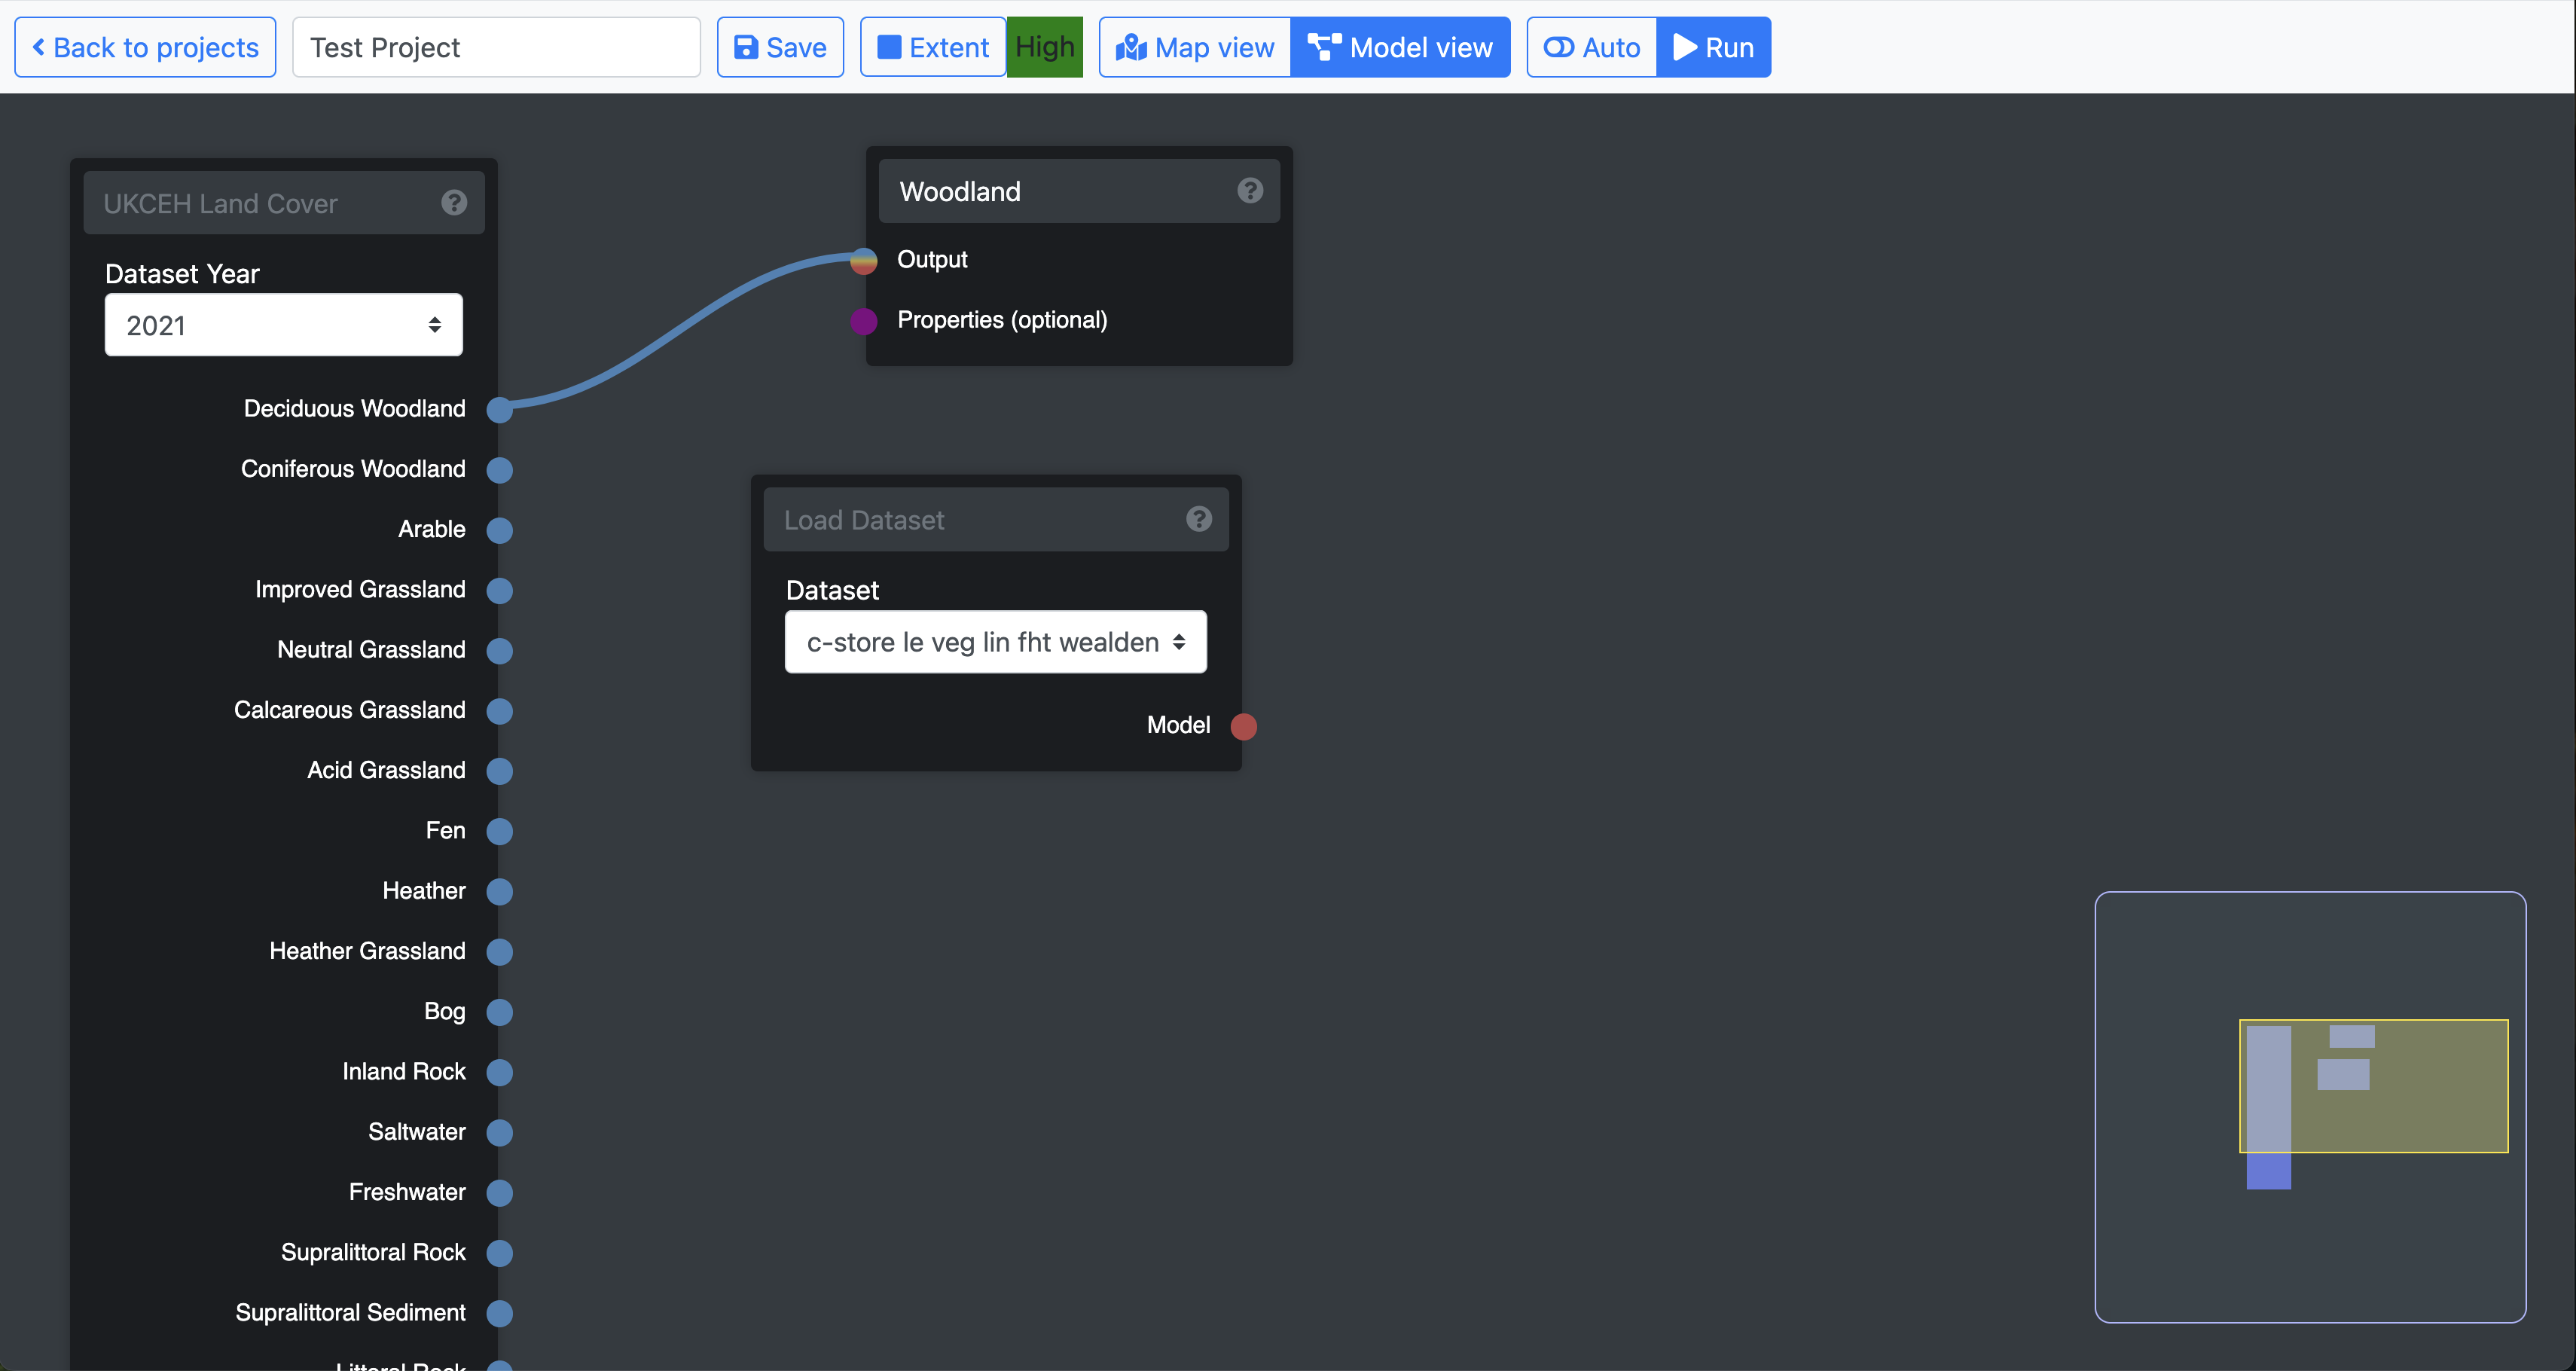 Back to projects
Test Project
Save
Extent
High
Map view
Model view
Auto
Run
UKCEH Land Cover
Dataset Year
2021
Deciduous Woodland
Coniferous Woodland
Arable
Improved Grassland
Neutral Grassland
Calcareous Grassland
Acid Grassland
Fen
Heather
Heather Grassland
Bog
Inland Rock
Saltwater
Freshwater
Supralittoral Rock
Supralittoral Sediment
Littoral Rock
Woodland
Output
Properties (optional)
Load Dataset
Dataset
c-store le veg lin fht wealden
Model